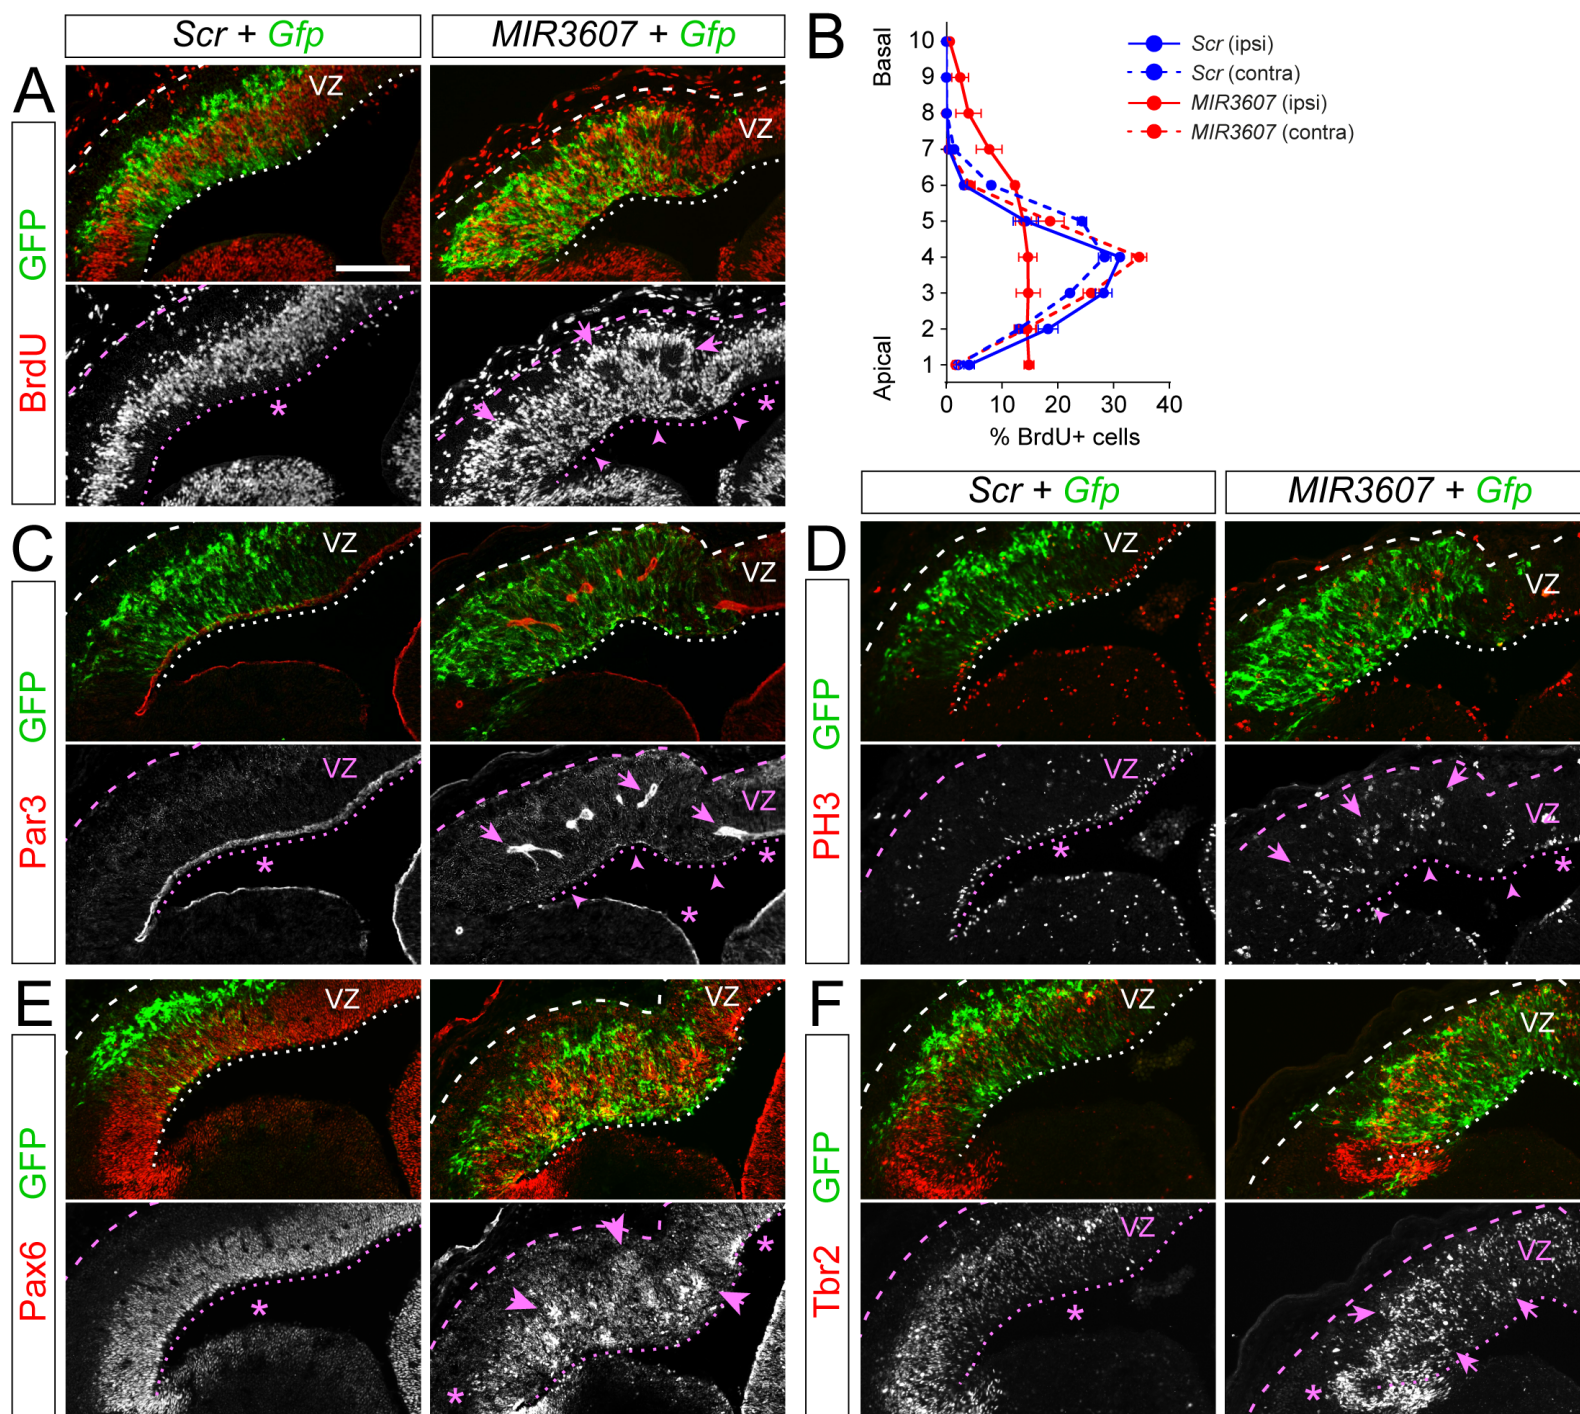 Scr + Gfp
MIR3607 + Gfp
A
BrdU GFP
VZ
VZ
*
*
B
Basal
Apical
10
9
8
7
6
5
4
3
2
1
0 10 20 30 40
% BrdU+ cells
Scr (ipsi)
Scr (contra)
MIR3607 (ipsi)
MIR3607 (contra)
Scr + Gfp
MIR3607 + Gfp
C
Par3 GFP
VZ
VZ
VZ
VZ
*
*
*
D
PH3 GFP
VZ
VZ
VZ
VZ
*
*
E
Pax6 GFP
VZ
VZ
*
*
*
F
Tbr2 GFP
VZ
VZ
VZ
VZ
*
*